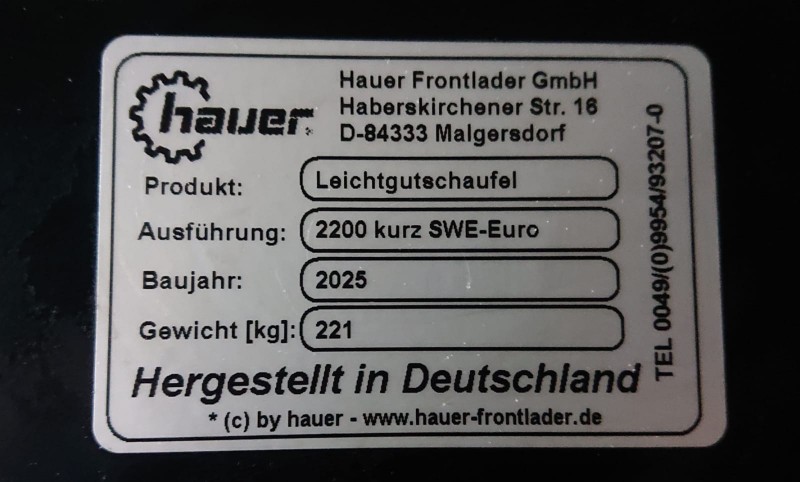 hauer
Hauer Frontlader GmbH
Haberskirchener Str. 16
D-84333 Malgersdorf
Produkt: Leichtgutschaufel
Ausführung: 2200 kurz SWE-Euro
Baujahr: 2025
Gewicht [kg]: 221
TEL 0049/(0)9954/93207-0
Hergestellt in Deutschland
* (c) by hauer - www.hauer-frontlader.de